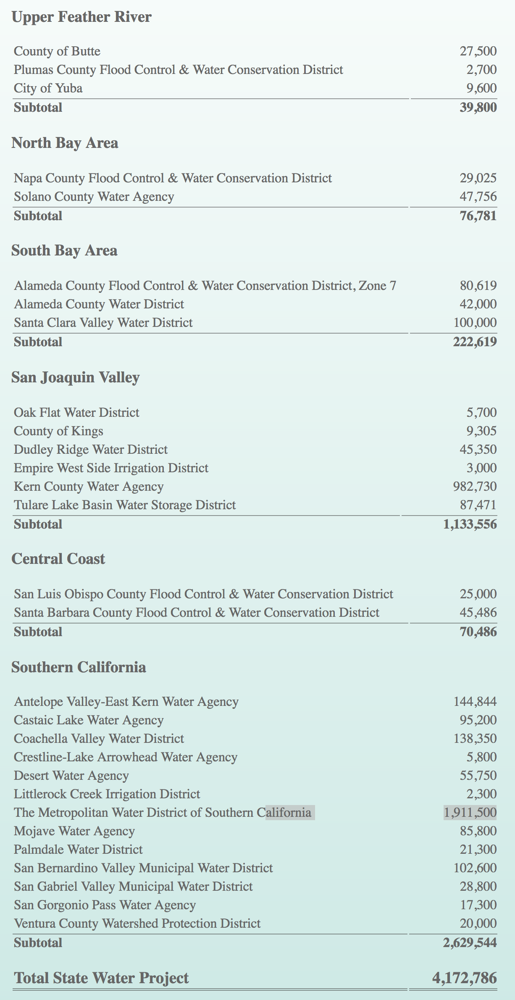 Upper Feather River
County of Butte 27,500
Plumas County Flood Control & Water Conservation District 2,700
City of Yuba 9,600
Subtotal 39,800
North Bay Area
Napa County Flood Control & Water Conservation District 29,025
Solano County Water Agency 47,756
Subtotal 76,781
South Bay Area
Alameda County Flood Control & Water Conservation District, Zone 7 80,619
Alameda County Water District 42,000
Santa Clara Valley Water District 100,000
Subtotal 222,619
San Joaquin Valley
Oak Flat Water District 5,700
County of Kings 9,305
Dudley Ridge Water District 45,350
Empire West Side Irrigation District 3,000
Kern County Water Agency 982,730
Tulare Lake Basin Water Storage District 87,471
Subtotal 1,133,556
Central Coast
San Luis Obispo County Flood Control & Water Conservation District 25,000
Santa Barbara County Flood Control & Water Conservation District 45,486
Subtotal 70,486
Southern California
Antelope Valley-East Kern Water Agency 144,844
Castaic Lake Water Agency 95,200
Coachella Valley Water District 138,350
Crestline-Lake Arrowhead Water Agency 5,800
Desert Water Agency 55,750
Littlerock Creek Irrigation District 2,300
The Metropolitan Water District of Southern California 1,911,500
Mojave Water Agency 85,800
Palmdale Water District 21,300
San Bernardino Valley Municipal Water District 102,600
San Gabriel Valley Municipal Water District 28,800
San Gorgonio Pass Water Agency 17,300
Ventura County Watershed Protection District 20,000
Subtotal 2,629,544
Total State Water Project 4,172,786